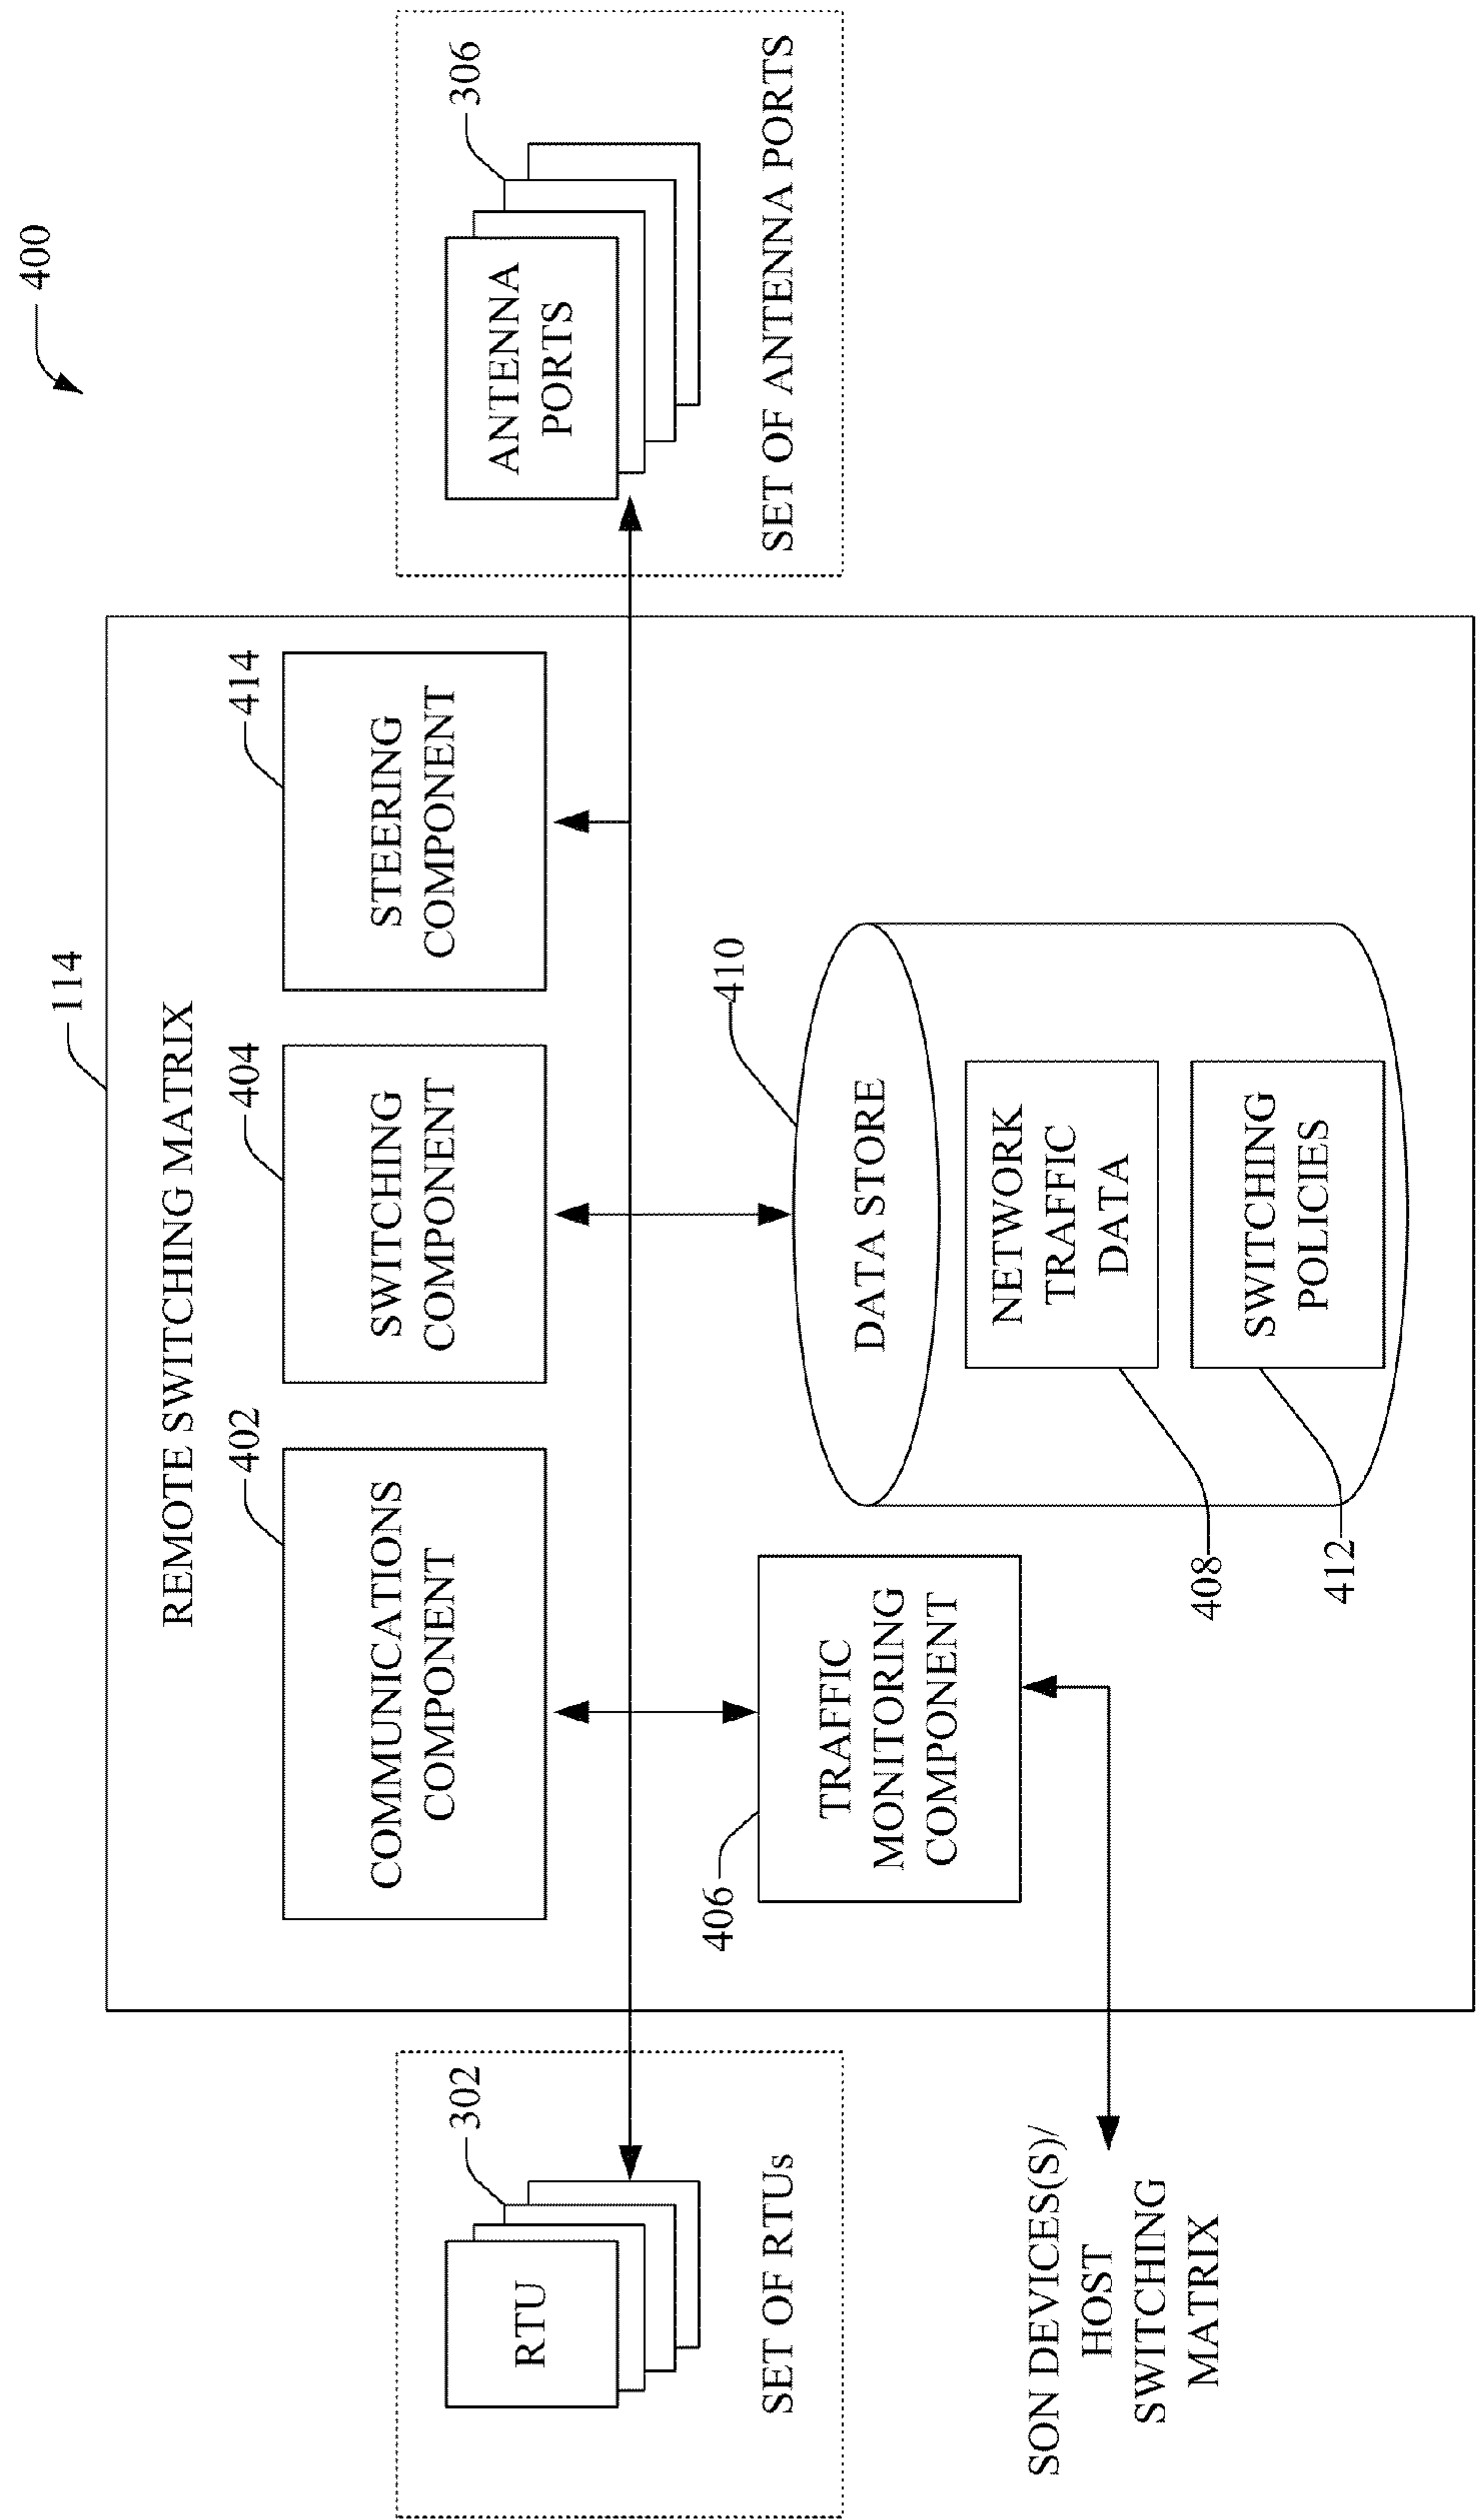 400
114
REMOTE SWITCHING MATRIX
402
404
414
COMMUNICATIONS
COMPONENT
SWITCHING
COMPONENT
STEERING
COMPONENT
302
RTU
SET OF RTUs
306
ANTENNA
PORTS
SET OF ANTENNA PORTS
406
TRAFFIC
MONITORING
COMPONENT
410
DATA STORE
NETWORK
TRAFFIC
DATA
408
SWITCHING
POLICIES
412
SON DEVICES(S)/
HOST
SWITCHING
MATRIX